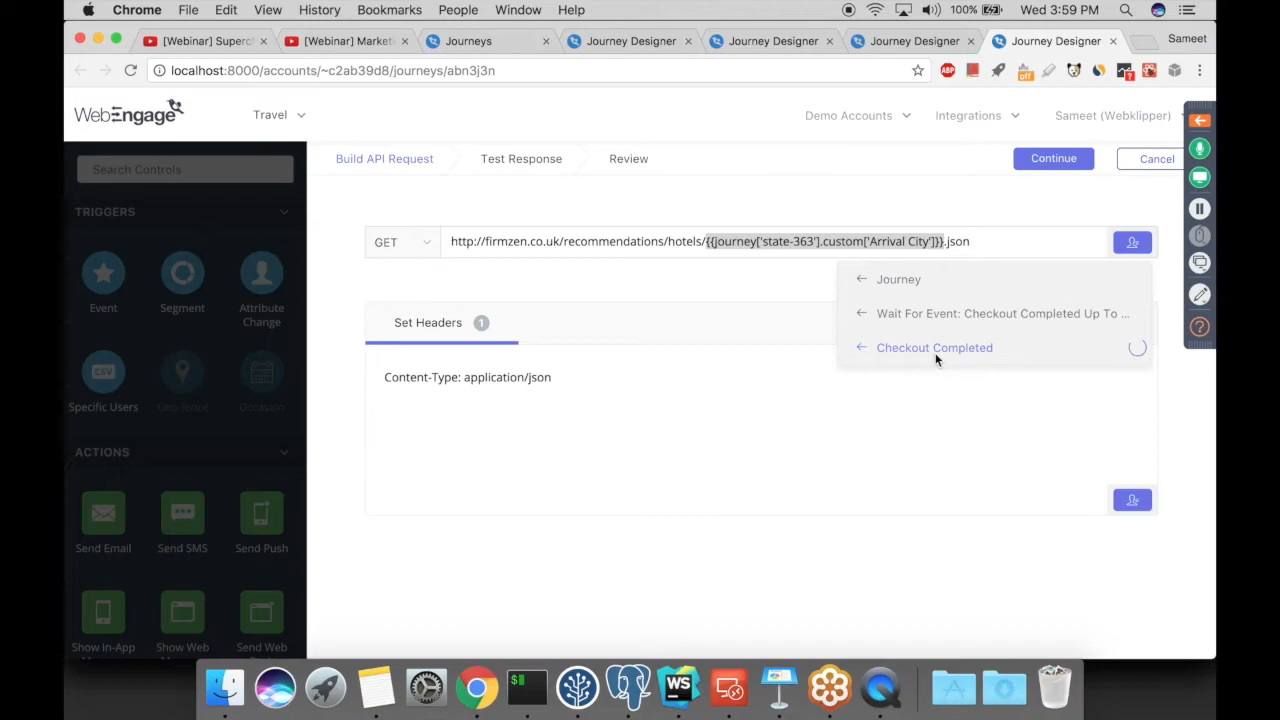 Chrome File Edit View History Bookmarks People Window Help 100% Wed 3:59 PM
[Webinar] Superch [Webinar] Market Journeys Journey Designer Journey Designer Journey Designer Journey Designer Sameet
localhost:8000/accounts/~c2ab39d8/journeys/abn3j3n ABP off ?
WebEngage Travel Demo Accounts Integrations Sameet (Webklipper)
Search Controls Build API Request Test Response Review Continue Cancel
TRIGGERS
GET http://firmzen.co.uk/recommendations/hotels/{{journey['state-363'].custom['Arrival City']}}.json
Event Segment Attribute Change
Journey
Wait For Event: Checkout Completed Up To ...
Set Headers 1
Checkout Completed
CSV
Content-Type: application/json
Specific Users Geo-fence Occasion
ACTIONS
Send Email Send SMS Send Push
Show In-App Show Web Send Web
$ WS